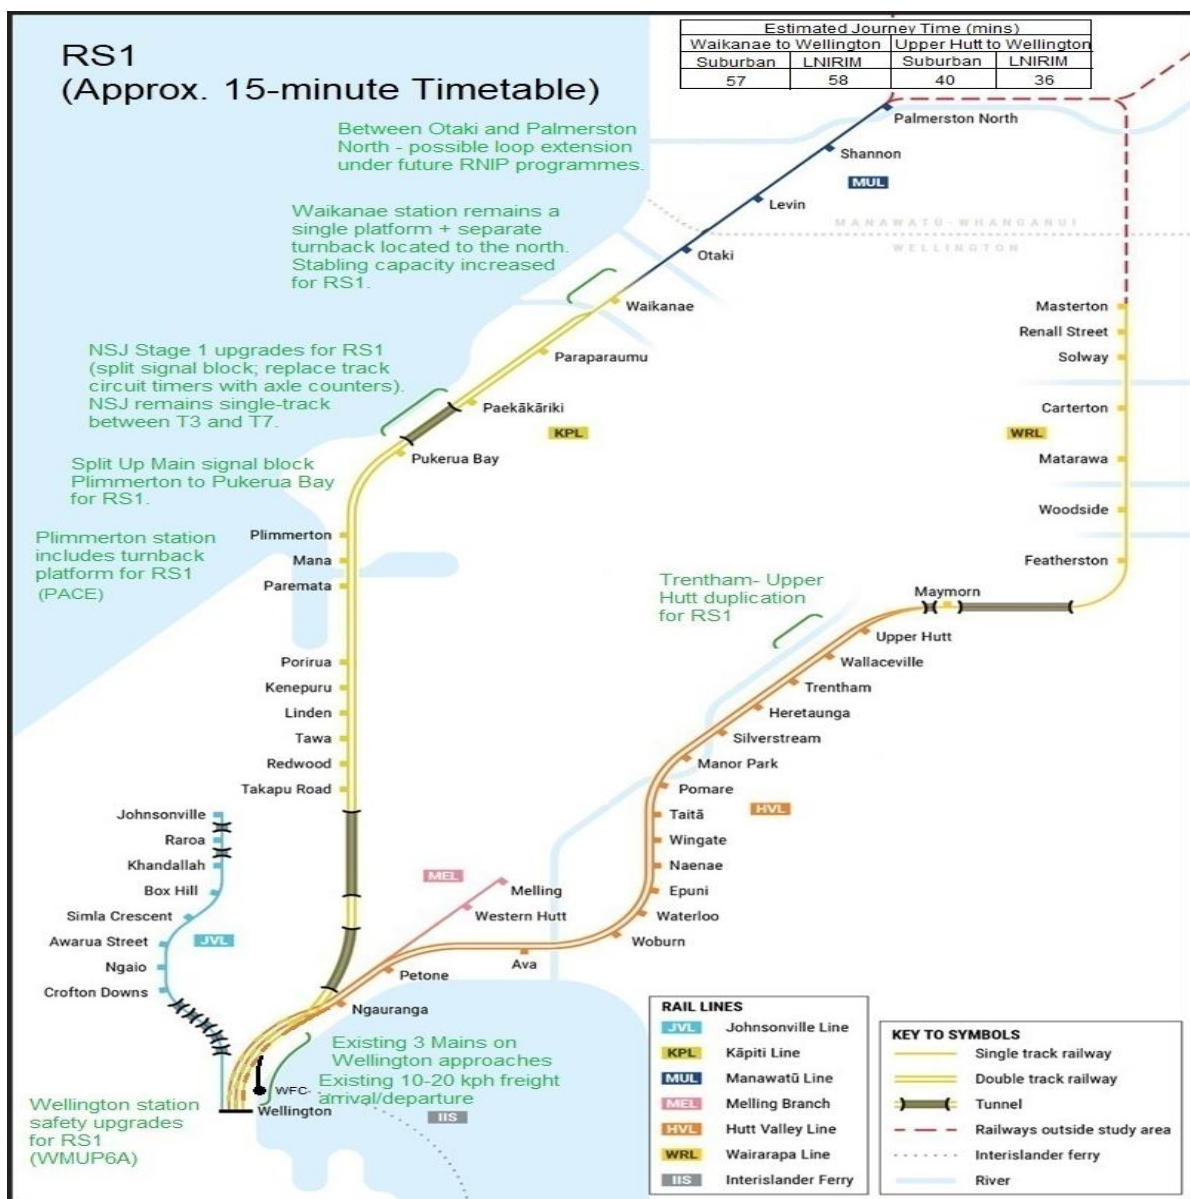 RS1
(Approx. 15-minute Timetable)
Estimated Journey Time (mins)
Waikanae to Wellington Upper Hutt to Wellington
Suburban LNIRIM Suburban LNIRIM
57 58 40 36
Between Otaki and Palmerston
North - possible loop extension
under future RNIP programmes.
Waikanae station remains a
single platform + separate
turnback located to the north.
Stabling capacity increased
for RS1.
NSJ Stage 1 upgrades for RS1
(split signal block; replace track
circuit timers with axle counters).
NSJ remains single-track
between T3 and T7.
Split Up Main signal block
Plimmerton to Pukerua Bay
for RS1.
Plimmerton station
includes turnback
platform for RS1
(PACE)
Trentham- Upper
Hutt duplication
for RS1
Palmerston North
Shannon
MUL
Levin
MANAWATŪ-WHANGANUI
WELLINGTON
Otaki
Waikanae
Paraparaumu
Paekākāriki
KPL
Pukerua Bay
Plimmerton
Mana
Paremata
Porirua
Kenepuru
Linden
Tawa
Redwood
Takapu Road
Masterton
Renall Street
Solway
Carterton
WRL
Matarawa
Woodside
Featherston
Maymorn
Upper Hutt
Wallaceville
Trentham
Heretaunga
Silverstream
Manor Park
Pomare
HVL
Taitā
Wingate
Naenae
Epuni
Waterloo
Woburn
Ava
Petone
Ngauranga
MEL
Melling
Western Hutt
Johnsonville
Raroa
Khandallah
Box Hill
Simla Crescent
Awarua Street
JVL
Ngaio
Crofton Downs
Existing 3 Mains on
Wellington approaches
Existing 10-20 kph freight
arrival/departure
WFC
Wellington
IIS
Wellington station
safety upgrades
for RS1
(WMUP6A)
RAIL LINES
JVL Johnsonville Line
KPL Kāpiti Line
MUL Manawatū Line
MEL Melling Branch
HVL Hutt Valley Line
WRL Wairarapa Line
IIS Interislander Ferry
KEY TO SYMBOLS
Single track railway
Double track railway
Tunnel
Railways outside study area
Interislander ferry
River